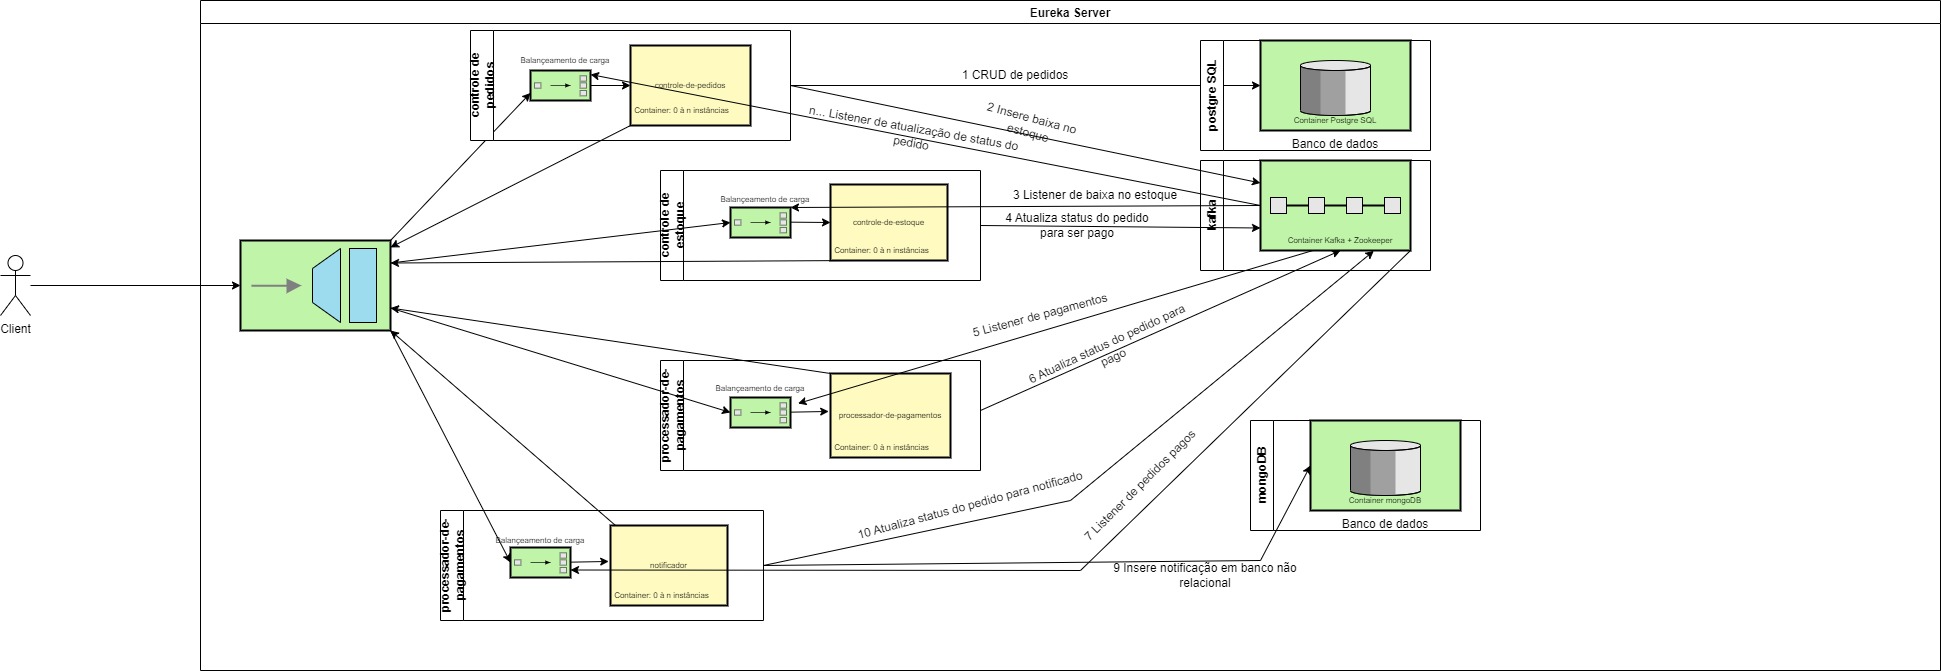 Eureka Server
controle de
pedidos
Balançeamento de carga
controle-de-pedidos
Container: 0 à n instâncias
1 CRUD de pedidos
2 Insere baixa no
estoque
n... Listener de atualização de status do
pedido
postgre SQL
Container Postgre SQL
Banco de dados
controle de
estoque
Balançeamento de carga
controle-de-estoque
Container: 0 à n instâncias
3 Listener de baixa no estoque
4 Atualiza status do pedido
para ser pago
kafka
Container Kafka + Zookeeper
Client
5 Listener de pagamentos
6 Atualiza status do pedido para
pago
processador-de-
pagamentos
Balançeamento de carga
processador-de-pagamentos
Container: 0 à n instâncias
7 Listener de pedidos pagos
10 Atualiza status do pedido para notificado
mongoDB
Container mongoDB
Banco de dados
processador-de-
pagamentos
Balançeamento de carga
notificador
Container: 0 à n instâncias
9 Insere notificação em banco não
relacional